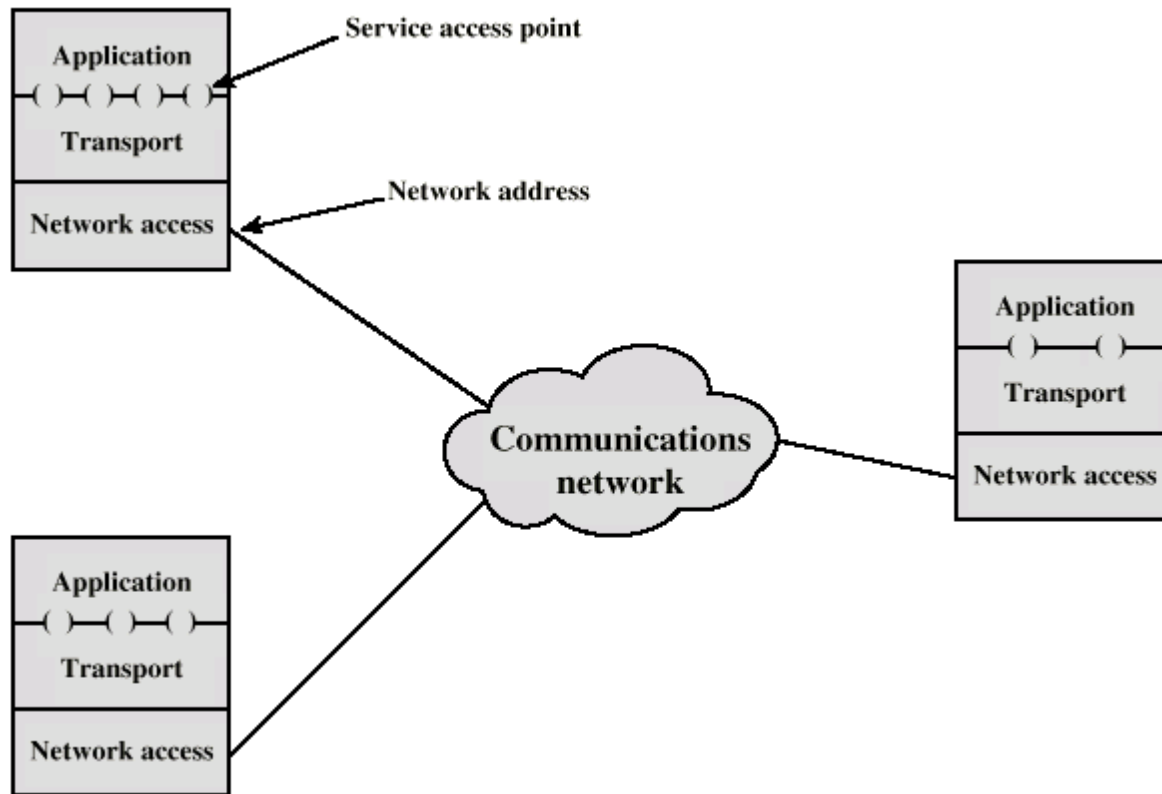 Service access point
Application
Transport
Network address
Network access
Application
Transport
Communications
network
Network access
Application
Transport
Network access